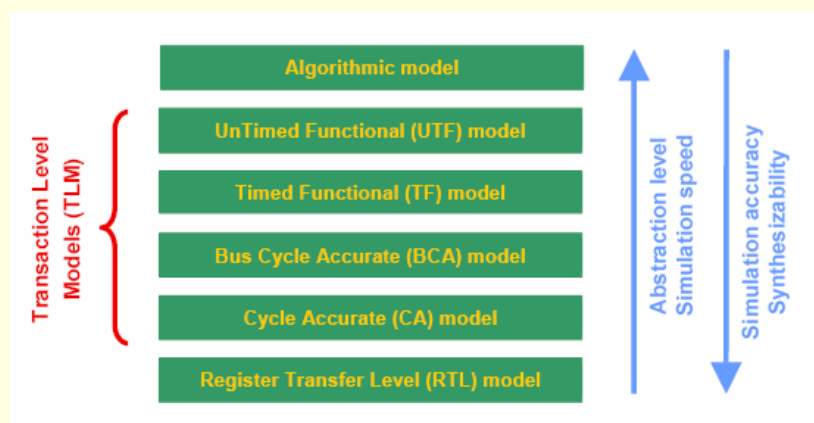 Algorithmic model
UnTimed Functional (UTF) model
Timed Functional (TF) model
Bus Cycle Accurate (BCA) model
Cycle Accurate (CA) model
Register Transfer Level (RTL) model
Transaction Level
Models (TLM)
Abstraction level
Simulation speed
Simulation accuracy
Synthesizability